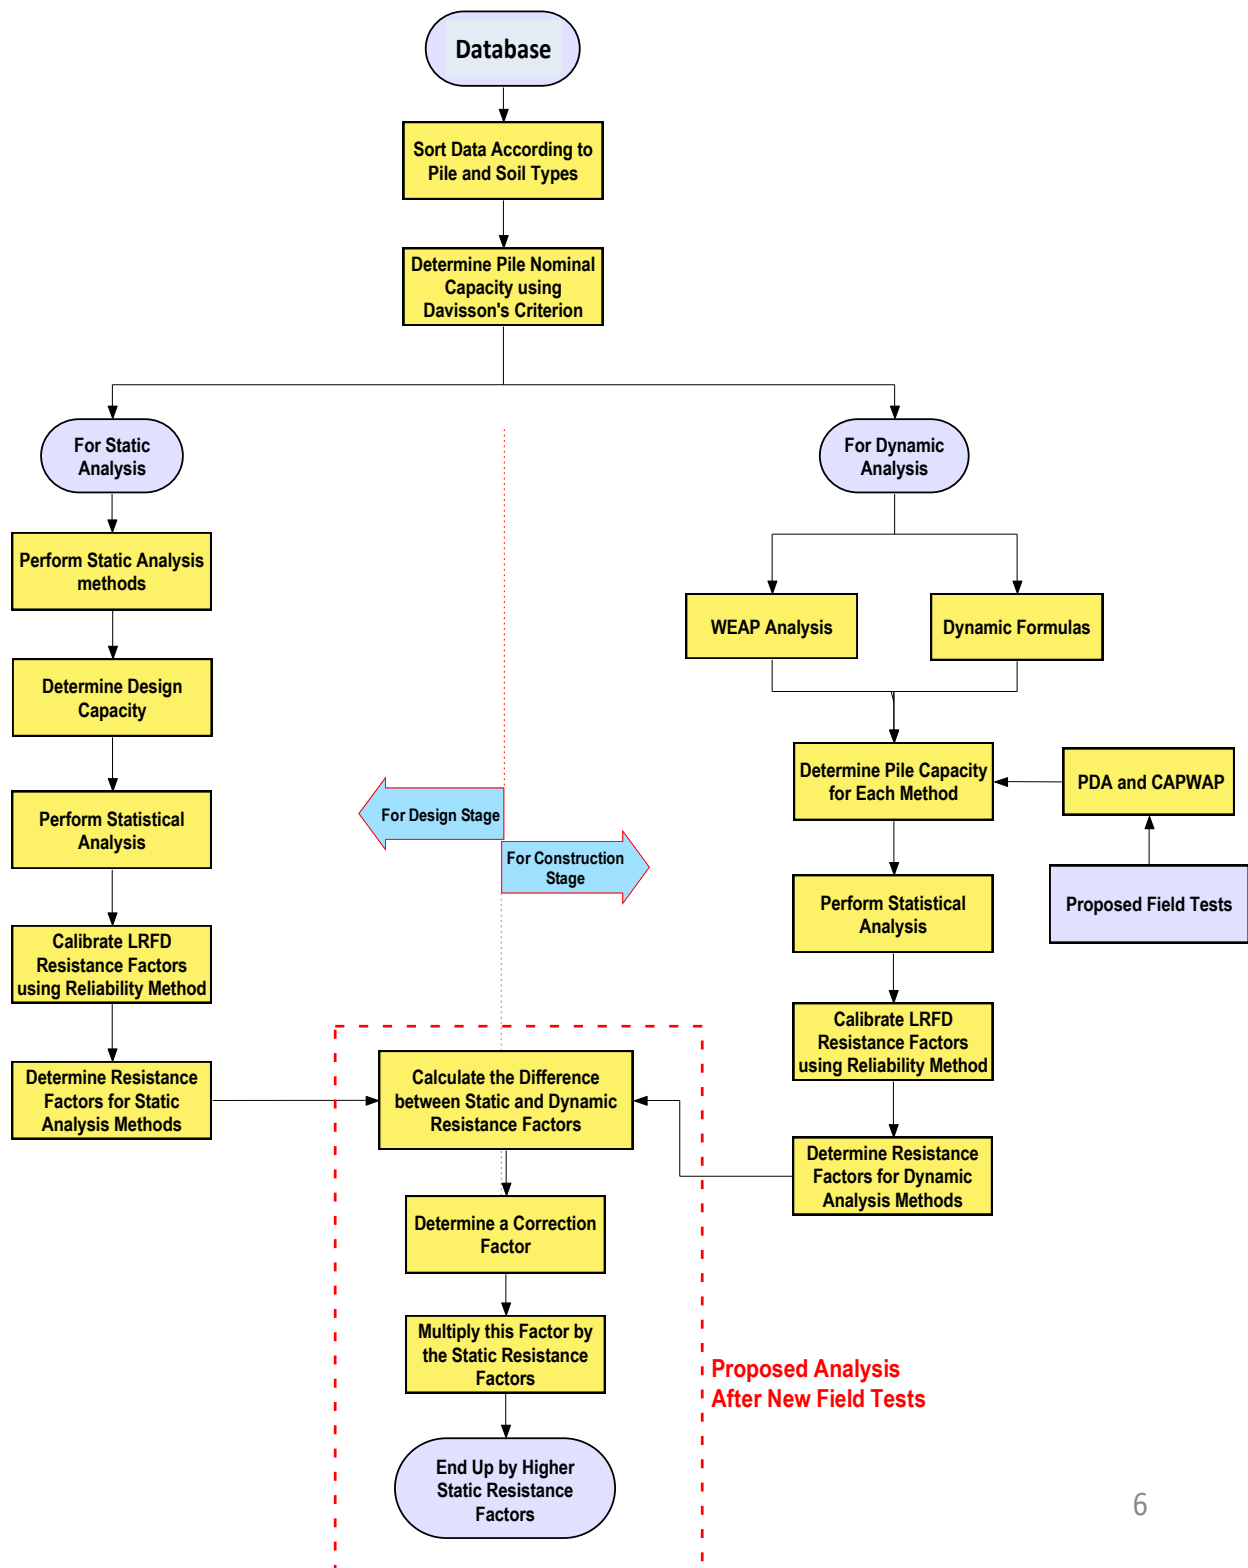 Database
Sort Data According to
Pile and Soil Types
Determine Pile Nominal
Capacity using
Davisson's Criterion
For Static
Analysis
For Dynamic
Analysis
Perform Static Analysis
methods
WEAP Analysis
Dynamic Formulas
Determine Design
Capacity
Determine Pile Capacity
for Each Method
PDA and CAPWAP
For Design Stage
Perform Statistical
Analysis
For Construction
Stage
Perform Statistical
Analysis
Proposed Field Tests
Calibrate LRFD
Resistance Factors
using Reliability Method
Calibrate LRFD
Resistance Factors
using Reliability Method
Determine Resistance
Factors for Static
Analysis Methods
Calculate the Difference
between Static and Dynamic
Resistance Factors
Determine Resistance
Factors for Dynamic
Analysis Methods
Determine a Correction
Factor
Multiply this Factor by
the Static Resistance
Factors
Proposed Analysis
After New Field Tests
End Up by Higher
Static Resistance
Factors
6